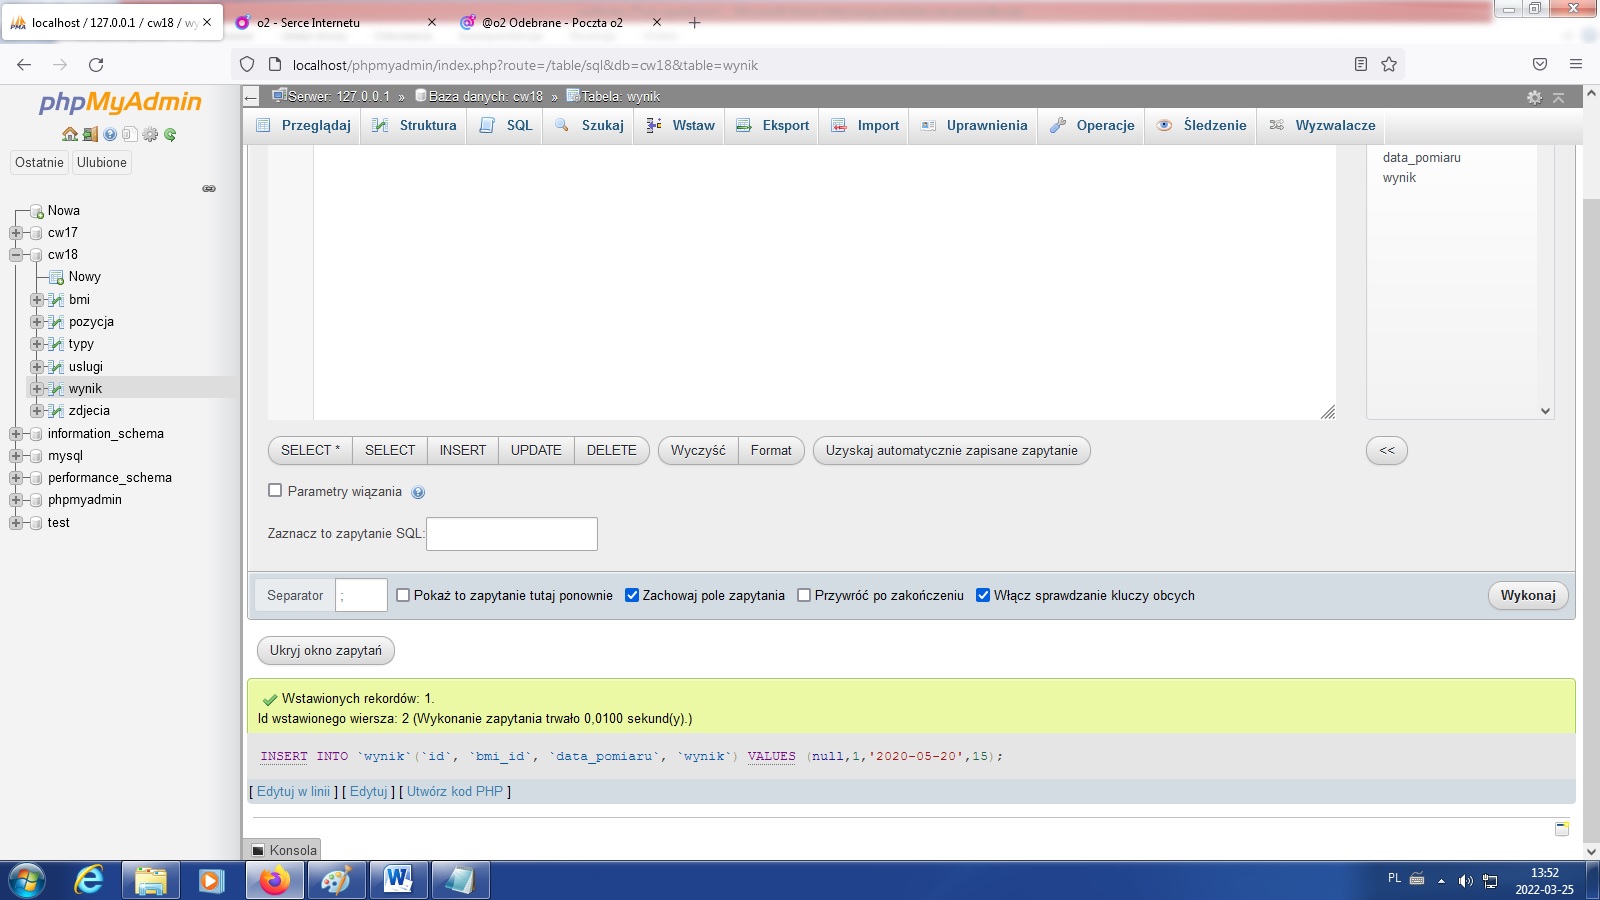 localhost / 127.0.0.1 / cw18 / wy
o2 - Serce Internetu
@o2 Odebrane - Poczta o2
localhost/phpmyadmin/index.php?route=/table/sql&db=cw18&table=wynik
phpMyAdmin
Ostatnie
Ulubione
Nowa
cw17
cw18
Nowy
bmi
pozycja
typy
uslugi
wynik
zdjecia
information_schema
mysql
performance_schema
phpmyadmin
test
Serwer: 127.0.0.1 » Baza danych: cw18 » Tabela: wynik
Przeglądaj Struktura SQL Szukaj Wstaw Eksport Import Uprawnienia Operacje Śledzenie Wyzwalacze
data_pomiaru
wynik
SELECT * SELECT INSERT UPDATE DELETE Wyczyść Format Uzyskaj automatycznie zapisane zapytanie <<
Parametry wiązania
Zaznacz to zapytanie SQL:
Separator ; Pokaż to zapytanie tutaj ponownie Zachowaj pole zapytania Przywróć po zakończeniu Włącz sprawdzanie kluczy obcych Wykonaj
Ukryj okno zapytań
Wstawionych rekordów: 1.
Id wstawionego wiersza: 2 (Wykonanie zapytania trwało 0,0100 sekund(y).)
INSERT INTO `wynik`(`id`, `bmi_id`, `data_pomiaru`, `wynik`) VALUES (null,1,'2020-05-20',15);
[ Edytuj w linii ] [ Edytuj ] [ Utwórz kod PHP ]
Konsola
PL
13:52
2022-03-25